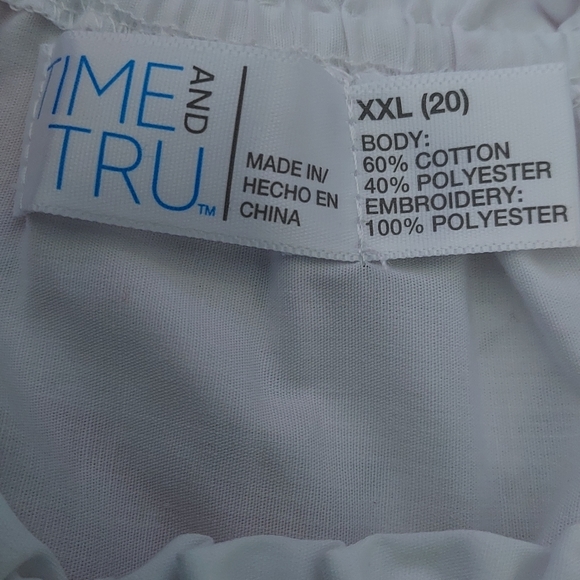 TIME AND
TRU™
MADE IN/
HECHO EN
CHINA
XXL (20)
BODY:
60% COTTON
40% POLYESTER
EMBROIDERY:
100% POLYESTER